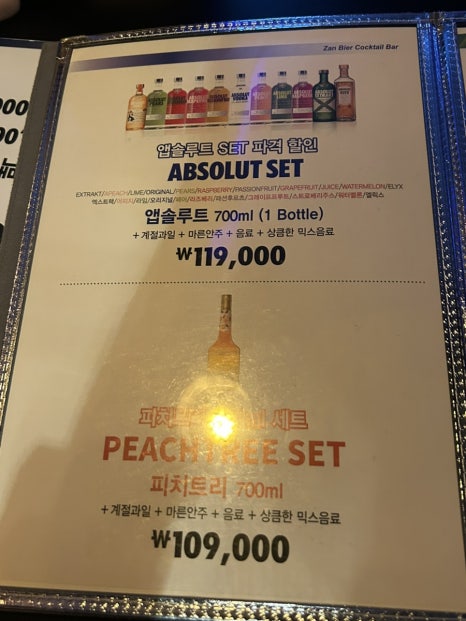 Zan Bier Cocktail Bar
앱솔루트 SET 파격 할인
ABSOLUT SET
EXTRAKT/APEACH/LIME/ORIGINAL/PEARS/RASPBERRY/PASSIONFRUIT/GRAPEFRUIT/JUICE/WATERMELON/ELYX
엑스트랙/어피치/라임/오리지널/페어/라즈베리/패션후르츠/그레이프프루트/스트로베리주스/워터멜론/엘릭스
앱솔루트 700ml (1 Bottle)
+ 계절과일 + 마른안주 + 음료 + 상큼한 믹스음료
₩119,000
세트
PEACHTREE SET
피치트리 700ml
+ 계절과일 + 마른안주 + 음료 + 상큼한 믹스음료
₩109,000